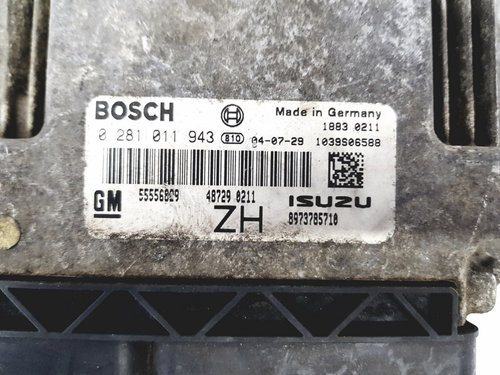 BOSCH Made in Germany
1883 0211
0 281 011 943 810 04-07-29 1039S06588
GM 55556809 48729 0211 ISUZU
ZH 8973785710